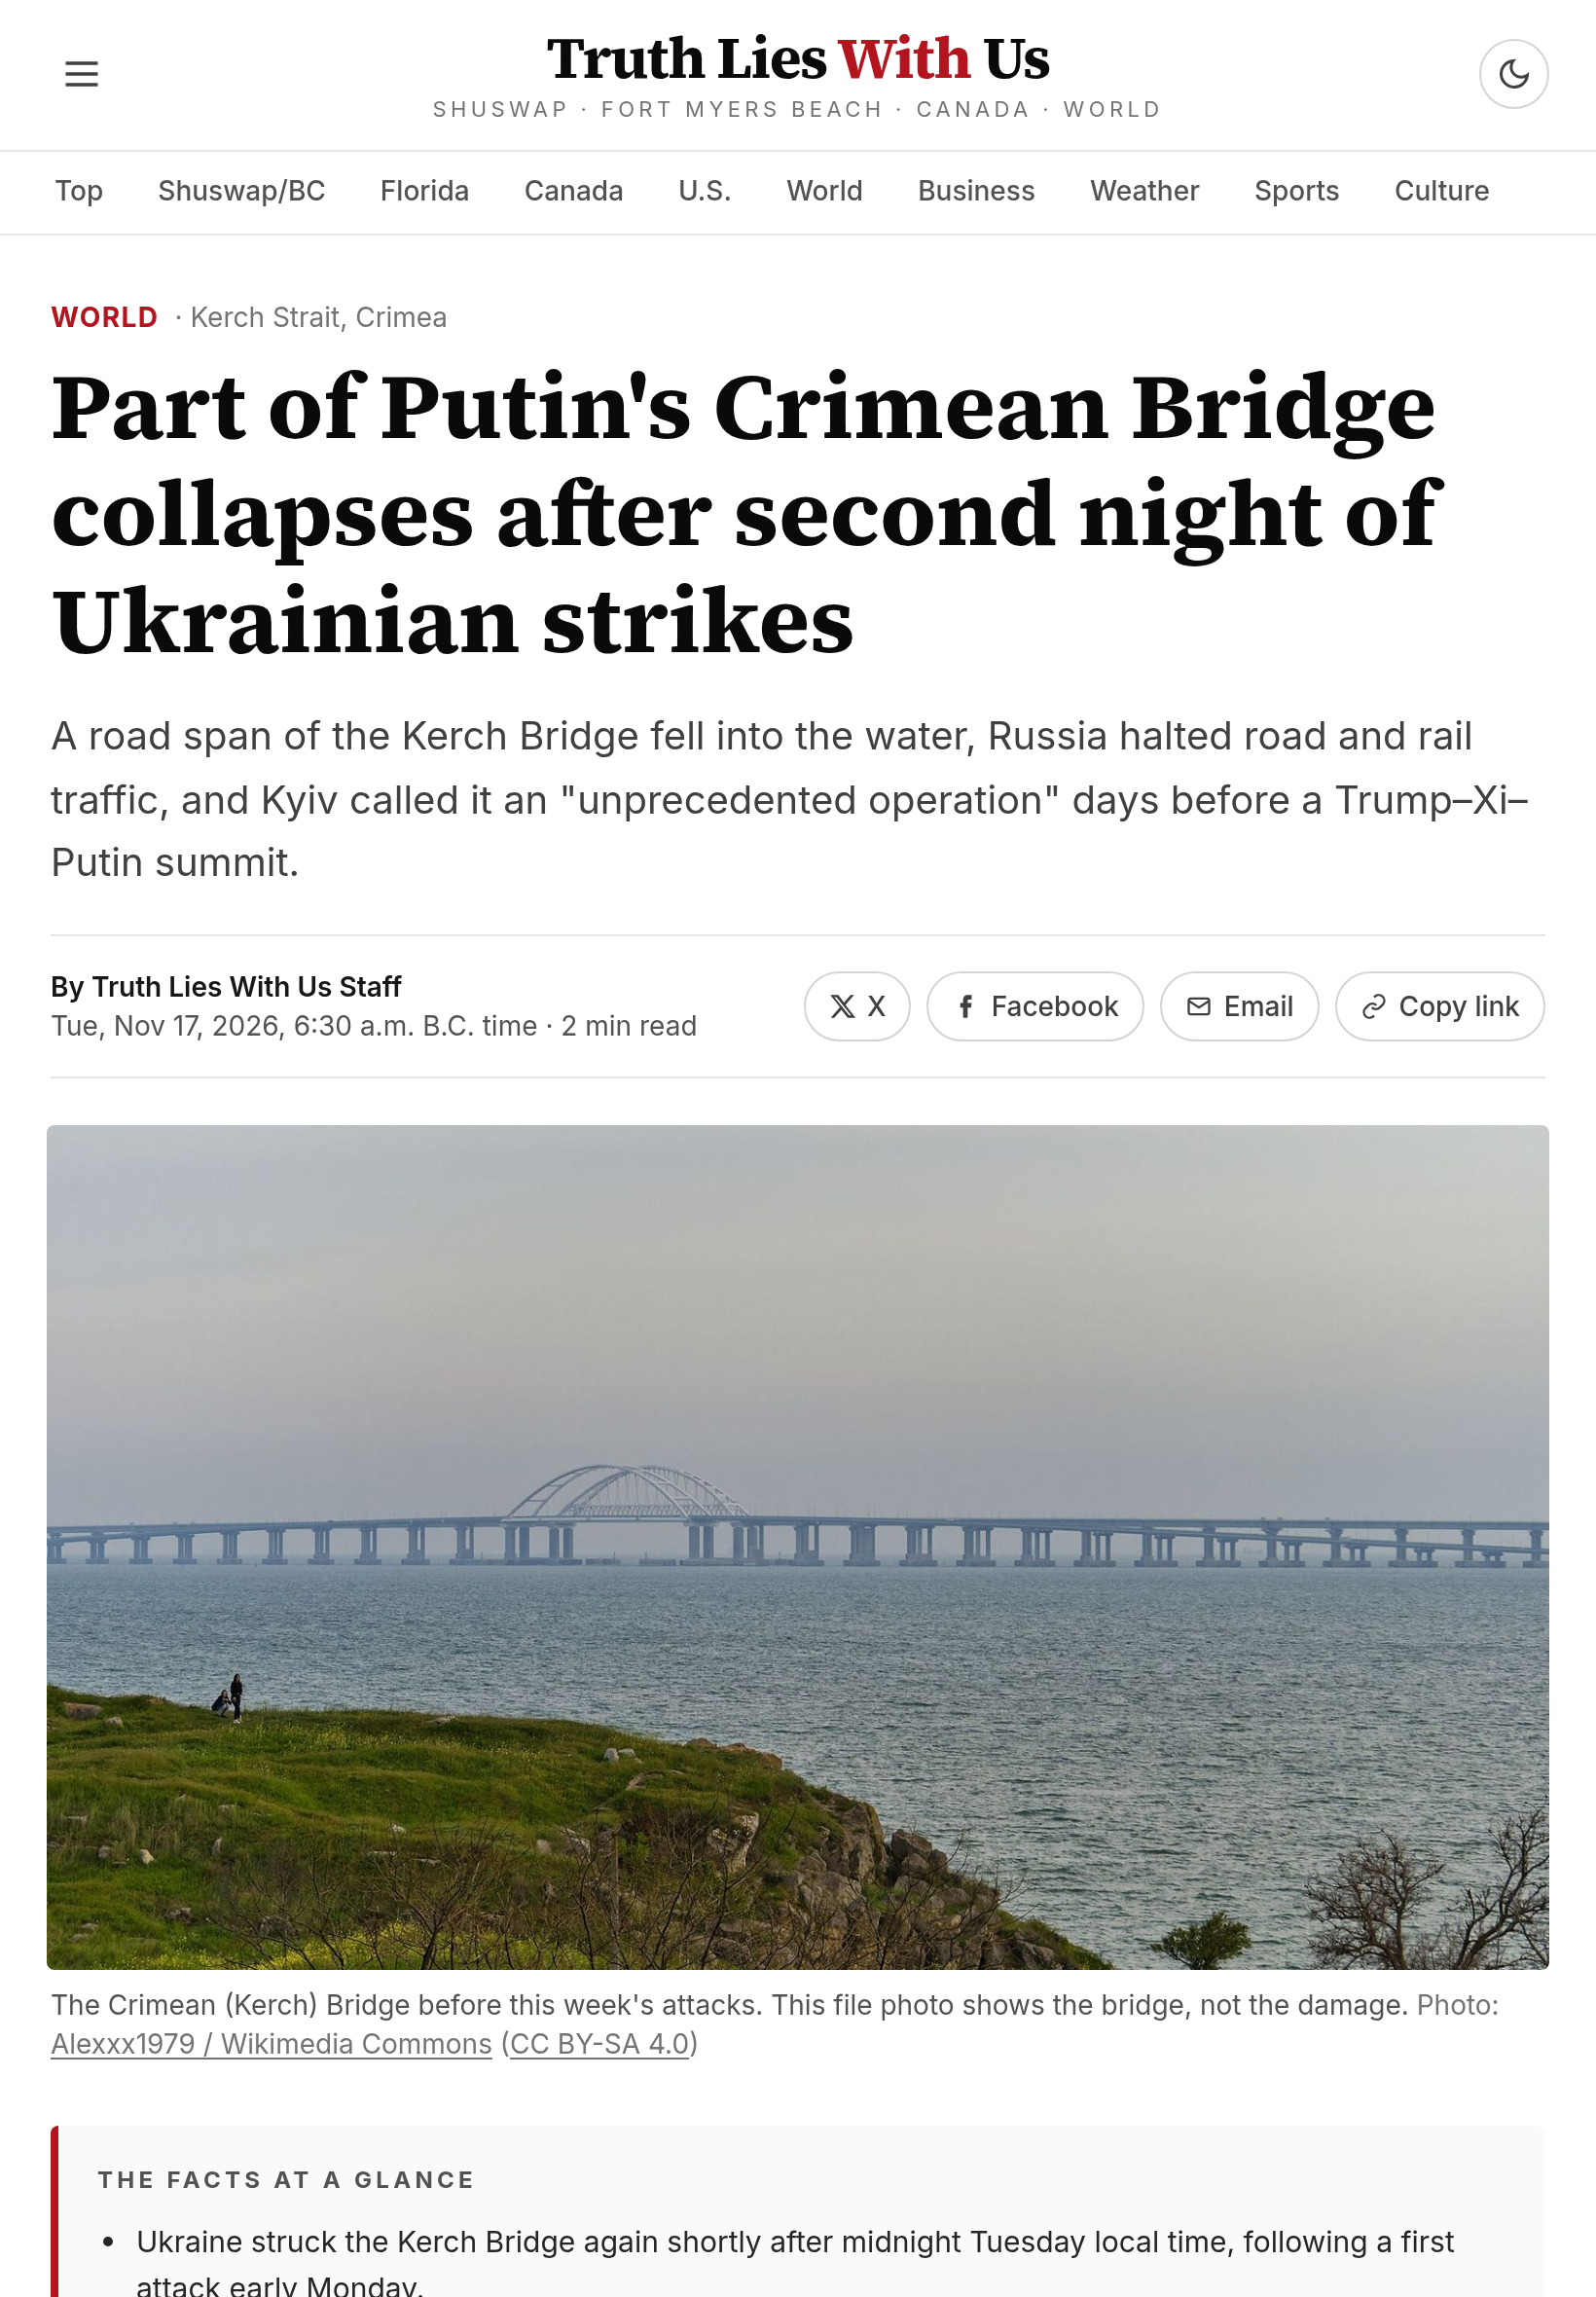 Truth Lies With Us
SHUSWAP · FORT MYERS BEACH · CANADA · WORLD
Top Shuswap/BC Florida Canada U.S. World Business Weather Sports Culture
WORLD · Kerch Strait, Crimea
Part of Putin's Crimean Bridge
collapses after second night of
Ukrainian strikes
A road span of the Kerch Bridge fell into the water, Russia halted road and rail
traffic, and Kyiv called it an "unprecedented operation" days before a Trump–Xi–
Putin summit.
By Truth Lies With Us Staff
Tue, Nov 17, 2026, 6:30 a.m. B.C. time · 2 min read
X Facebook Email Copy link
The Crimean (Kerch) Bridge before this week's attacks. This file photo shows the bridge, not the damage. Photo:
Alexxx1979 / Wikimedia Commons (CC BY-SA 4.0)
THE FACTS AT A GLANCE
• Ukraine struck the Kerch Bridge again shortly after midnight Tuesday local time, following a first
attack early Monday.